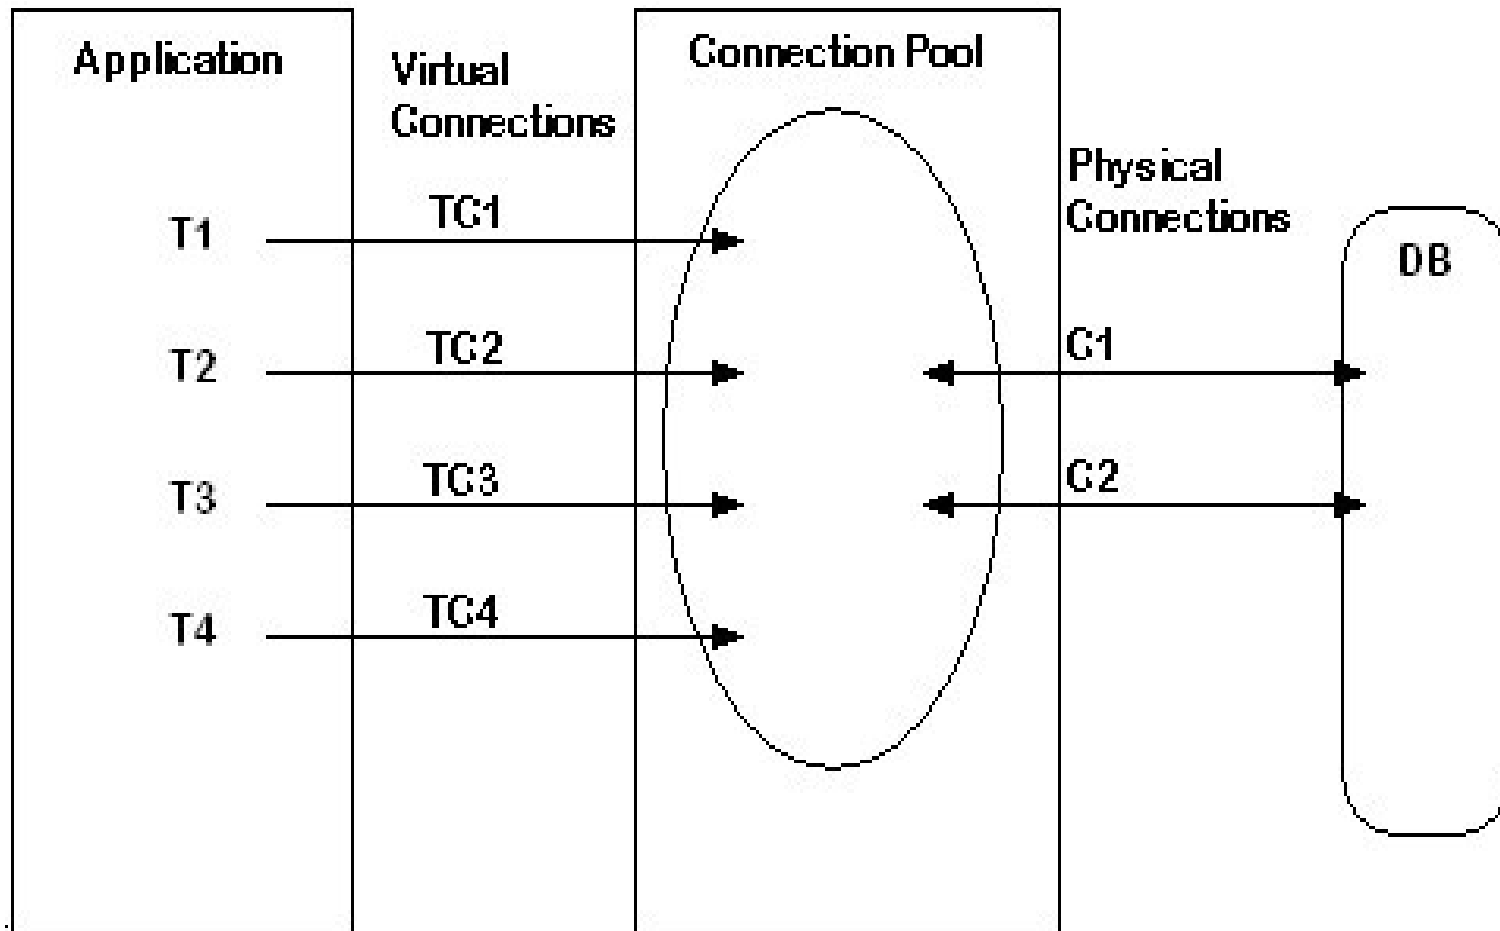 Application
Virtual
Connections
Connection Pool
Physical
Connections
DB
T1
TC1
T2
TC2
C1
T3
TC3
C2
T4
TC4